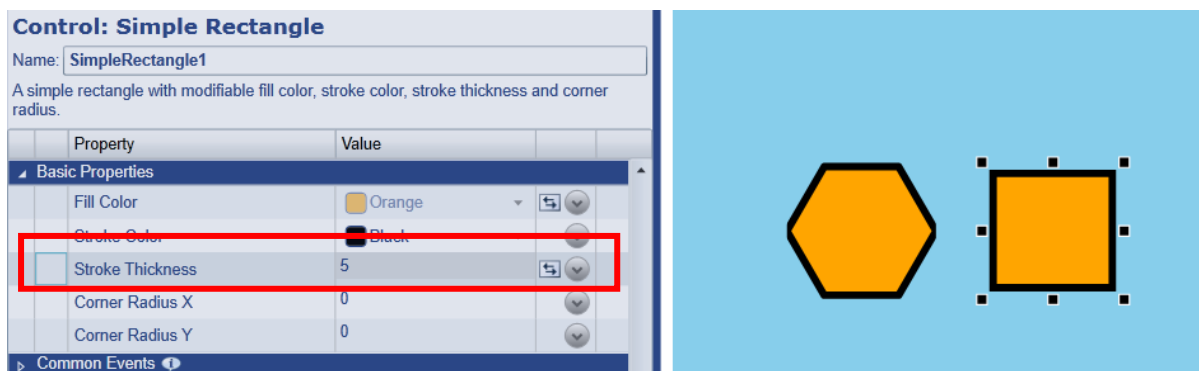 Control: Simple Rectangle
Name: SimpleRectangle1
A simple rectangle with modifiable fill color, stroke color, stroke thickness and corner
radius.
Property Value
Basic Properties
Fill Color Orange
Stroke Color Black
Stroke Thickness 5
Corner Radius X 0
Corner Radius Y 0
Common Events